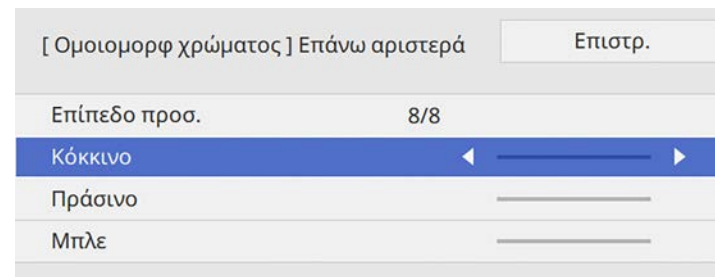 [ Ομοιομορφ χρώματος ] Επάνω αριστερά Επιστρ.
Επίπεδο προσ. 8/8
Κόκκινο
Πράσινο
Μπλε